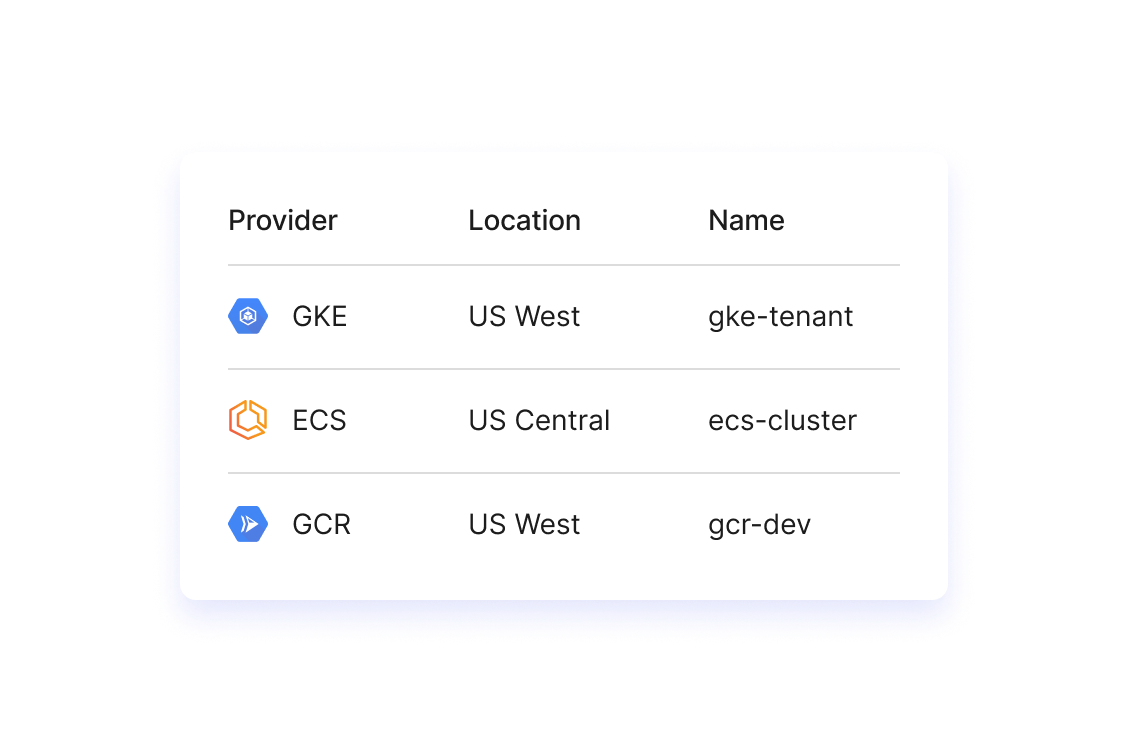 Provider Location Name
GKE US West gke-tenant
ECS US Central ecs-cluster
GCR US West gcr-dev